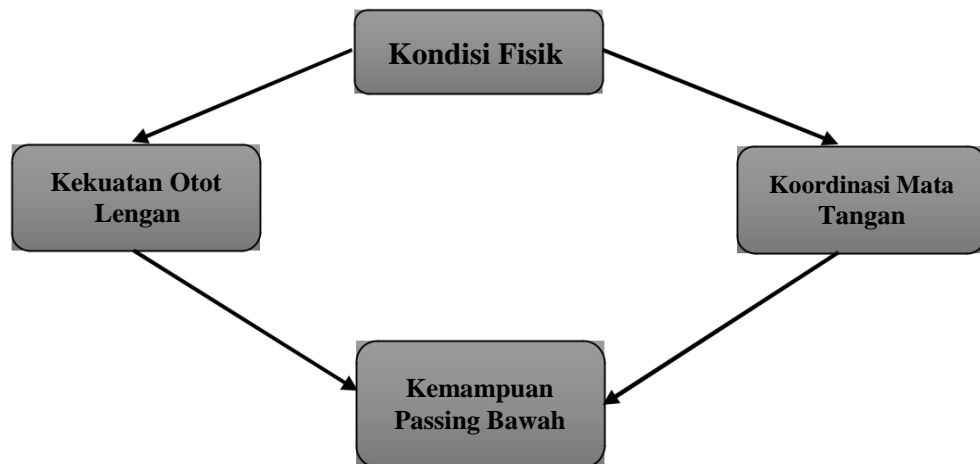 Kondisi Fisik
Kekuatan Otot
Lengan
Koordinasi Mata
Tangan
Kemampuan
Passing Bawah